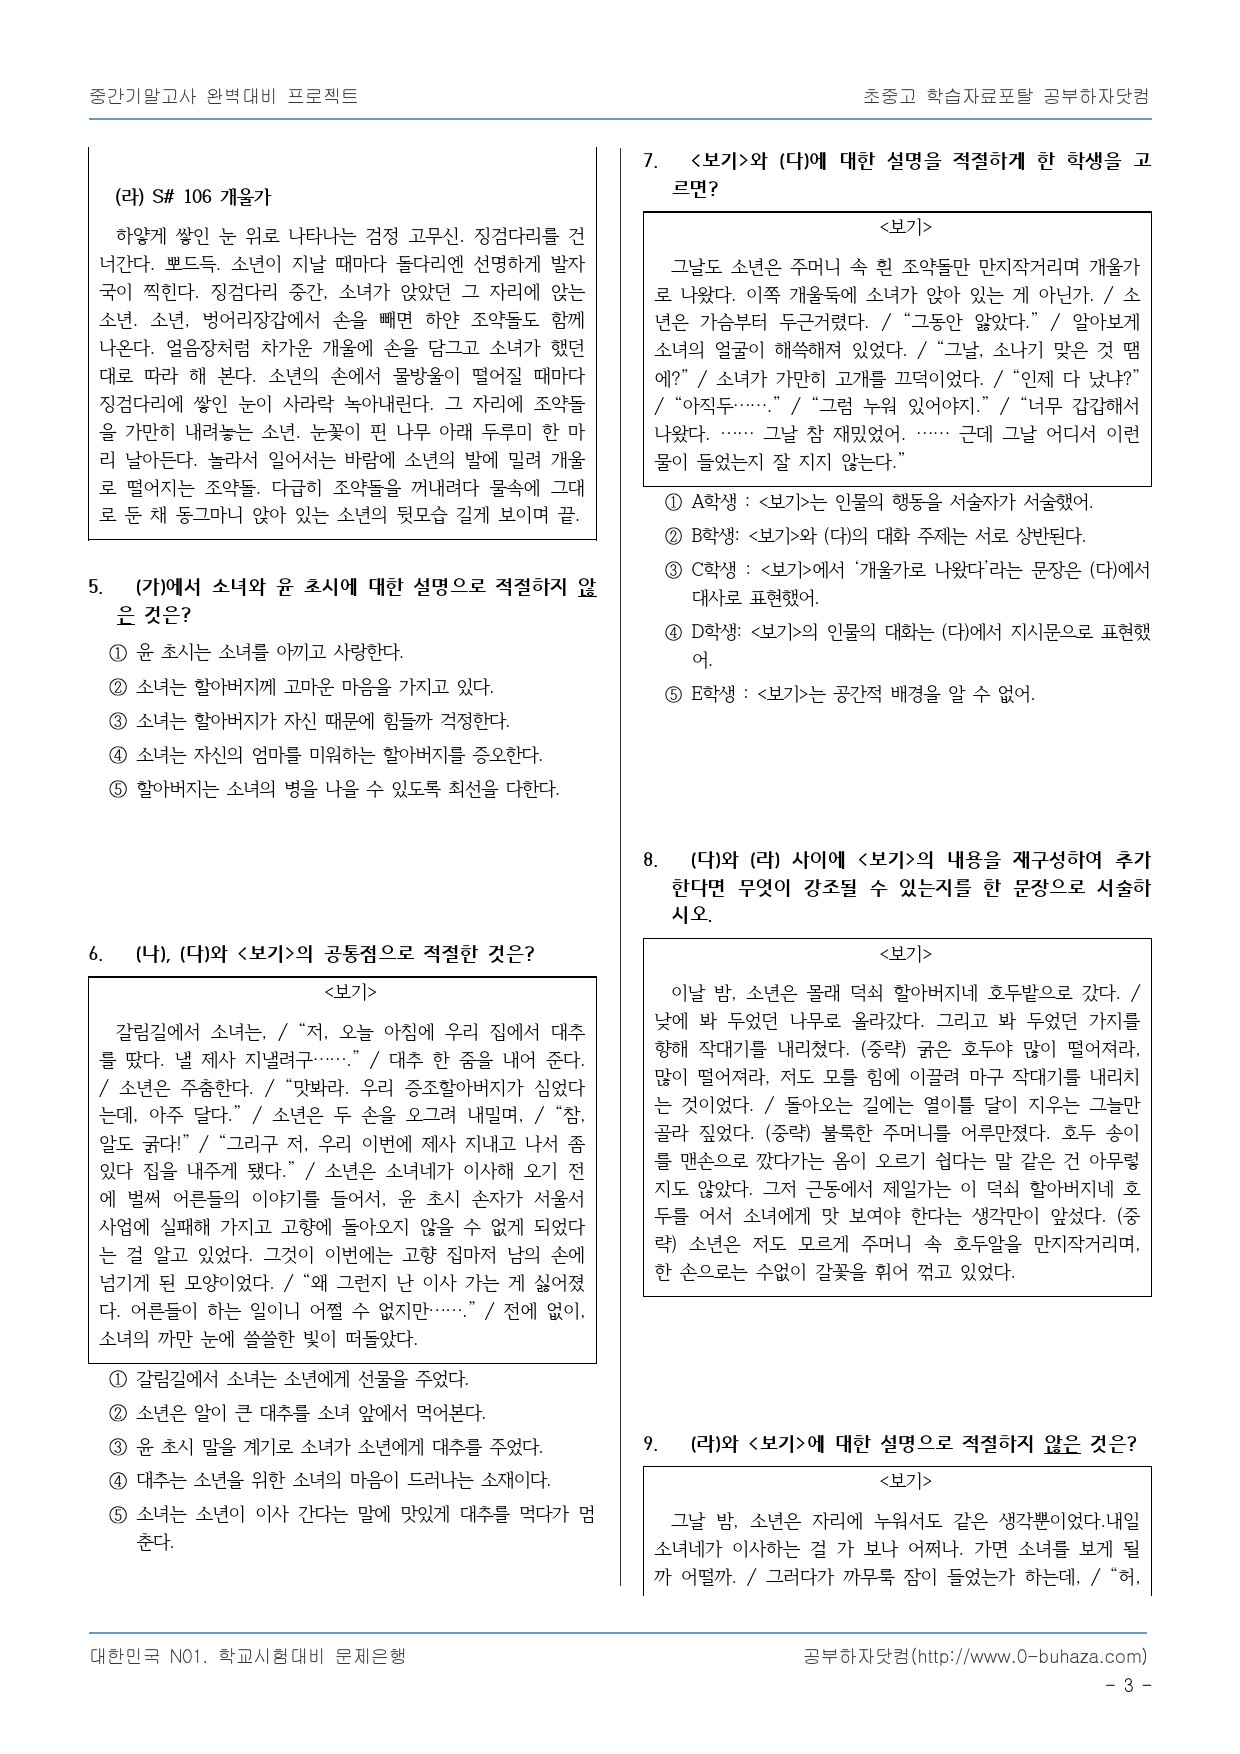 중간기말고사 완벽대비 프로젝트
초중고 학습자료포탈 공부하자닷컴
(라) S# 106 개울가
하얗게 쌓인 눈 위로 나타나는 검정 고무신. 징검다리를 건
너간다. 뽀드득. 소년이 지날 때마다 돌다리엔 선명하게 발자
국이 찍힌다. 징검다리 중간, 소녀가 앉았던 그 자리에 앉는
소년. 소년, 벙어리장갑에서 손을 빼면 하얀 조약돌도 함께
나온다. 얼음장처럼 차가운 개울에 손을 담그고 소녀가 했던
대로 따라 해 본다. 소년의 손에서 물방울이 떨어질 때마다
징검다리에 쌓인 눈이 사라락 녹아내린다. 그 자리에 조약돌
을 가만히 내려놓는 소년. 눈꽃이 핀 나무 아래 두루미 한 마
리 날아든다. 놀라서 일어서는 바람에 소년의 발에 밀려 개울
로 떨어지는 조약돌. 다급히 조약돌을 꺼내려다 물속에 그대
로 둔 채 동그마니 앉아 있는 소년의 뒷모습 길게 보이며 끝.
5. (가)에서 소녀와 윤 초시에 대한 설명으로 적절하지 않
은 것은?
① 윤 초시는 소녀를 아끼고 사랑한다.
② 소녀는 할아버지께 고마운 마음을 가지고 있다.
③ 소녀는 할아버지가 자신 때문에 힘들까 걱정한다.
④ 소녀는 자신의 엄마를 미워하는 할아버지를 증오한다.
⑤ 할아버지는 소녀의 병을 나을 수 있도록 최선을 다한다.
6. (나), (다)와 <보기>의 공통점으로 적절한 것은?
<보기>
갈림길에서 소녀는, / “저, 오늘 아침에 우리 집에서 대추
를 땄다. 낼 제사 지낼려구…….” / 대추 한 줌을 내어 준다.
/ 소년은 주춤한다. / “맛봐라. 우리 증조할아버지가 심었다
는데, 아주 달다.” / 소년은 두 손을 오그려 내밀며, / “참,
알도 굵다!” / “그리구 저, 우리 이번에 제사 지내고 나서 좀
있다 집을 내주게 됐다.” / 소년은 소녀네가 이사해 오기 전
에 벌써 어른들의 이야기를 들어서, 윤 초시 손자가 서울서
사업에 실패해 가지고 고향에 돌아오지 않을 수 없게 되었다
는 걸 알고 있었다. 그것이 이번에는 고향 집마저 남의 손에
넘기게 된 모양이었다. / “왜 그런지 난 이사 가는 게 싫어졌
다. 어른들이 하는 일이니 어쩔 수 없지만…….” / 전에 없이,
소녀의 까만 눈에 쓸쓸한 빛이 떠돌았다.
① 갈림길에서 소녀는 소년에게 선물을 주었다.
② 소년은 알이 큰 대추를 소녀 앞에서 먹어본다.
③ 윤 초시 말을 계기로 소녀가 소년에게 대추를 주었다.
④ 대추는 소년을 위한 소녀의 마음이 드러나는 소재이다.
⑤ 소녀는 소년이 이사 간다는 말에 맛있게 대추를 먹다가 멈
춘다.
7. <보기>와 (다)에 대한 설명을 적절하게 한 학생을 고
르면?
<보기>
그날도 소년은 주머니 속 흰 조약돌만 만지작거리며 개울가
로 나왔다. 이쪽 개울둑에 소녀가 앉아 있는 게 아닌가. / 소
년은 가슴부터 두근거렸다. / “그동안 앓았다.” / 알아보게
소녀의 얼굴이 해쓱해져 있었다. / “그날, 소나기 맞은 것 땜
에?” / 소녀가 가만히 고개를 끄덕이었다. / “인제 다 났냐?”
/ “아직두…….” / “그럼 누워 있어야지.” / “너무 갑갑해서
나왔다. …… 그날 참 재밌었어. …… 근데 그날 어디서 이런
물이 들었는지 잘 지지 않는다.”
① A학생 : <보기>는 인물의 행동을 서술자가 서술했어.
② B학생: <보기>와 (다)의 대화 주제는 서로 상반된다.
③ C학생 : <보기>에서 ‘개울가로 나왔다’라는 문장은 (다)에서
대사로 표현했어.
④ D학생: <보기>의 인물의 대화는 (다)에서 지시문으로 표현했
어.
⑤ E학생 : <보기>는 공간적 배경을 알 수 없어.
8. (다)와 (라) 사이에 <보기>의 내용을 재구성하여 추가
한다면 무엇이 강조될 수 있는지를 한 문장으로 서술하
시오.
<보기>
이날 밤, 소년은 몰래 덕쇠 할아버지네 호두밭으로 갔다. /
낮에 봐 두었던 나무로 올라갔다. 그리고 봐 두었던 가지를
향해 작대기를 내리쳤다. (중략) 굵은 호두야 많이 떨어져라,
많이 떨어져라, 저도 모를 힘에 이끌려 마구 작대기를 내리치
는 것이었다. / 돌아오는 길에는 열이틀 달이 지우는 그늘만
골라 짚었다. (중략) 불룩한 주머니를 어루만졌다. 호두 송이
를 맨손으로 깠다가는 옴이 오르기 쉽다는 말 같은 건 아무렇
지도 않았다. 그저 근동에서 제일가는 이 덕쇠 할아버지네 호
두를 어서 소녀에게 맛 보여야 한다는 생각만이 앞섰다. (중
략) 소년은 저도 모르게 주머니 속 호두알을 만지작거리며,
한 손으로는 수없이 갈꽃을 휘어 꺾고 있었다.
9. (라)와 <보기>에 대한 설명으로 적절하지 않은 것은?
<보기>
그날 밤, 소년은 자리에 누워서도 같은 생각뿐이었다.내일
소녀네가 이사하는 걸 가 보나 어쩌나. 가면 소녀를 보게 될
까 어떨까. / 그러다가 까무룩 잠이 들었는가 하는데, / “허,
대한민국 N01. 학교시험대비 문제은행
공부하자닷컴(http://www.0-buhaza.com)
- 3 -